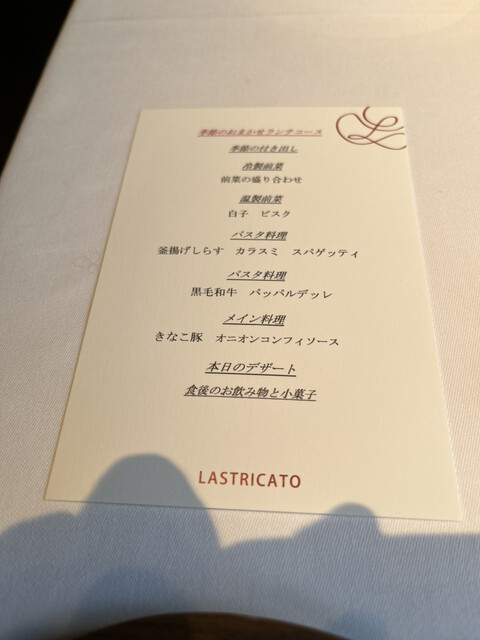 季節のおまかせランチコース
季節の付き出し
冷製前菜
前菜の盛り合わせ
温製前菜
白子　ビスク
パスタ料理
釜揚げしらす　カラスミ　スパゲッティ
パスタ料理
黒毛和牛　パッパルデッレ
メイン料理
きなこ豚　オニオンコンフィソース
本日のデザート
食後のお飲み物と小菓子
LASTRICATO